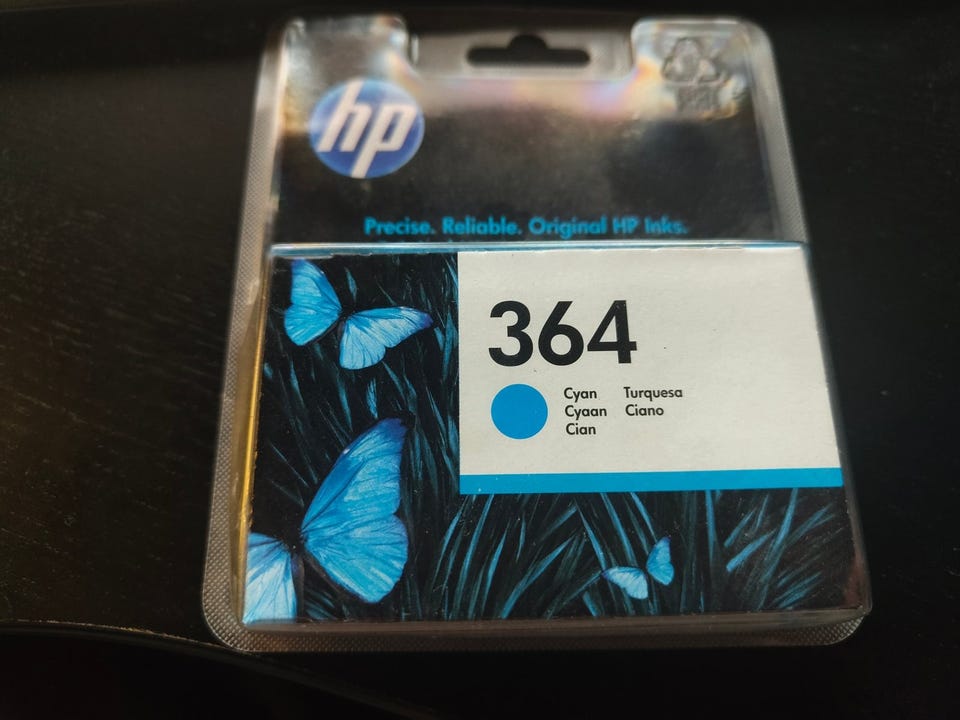 hp
Precise. Reliable. Original HP Inks.
364
Cyan Turquesa
Cyaan Ciano
Cian